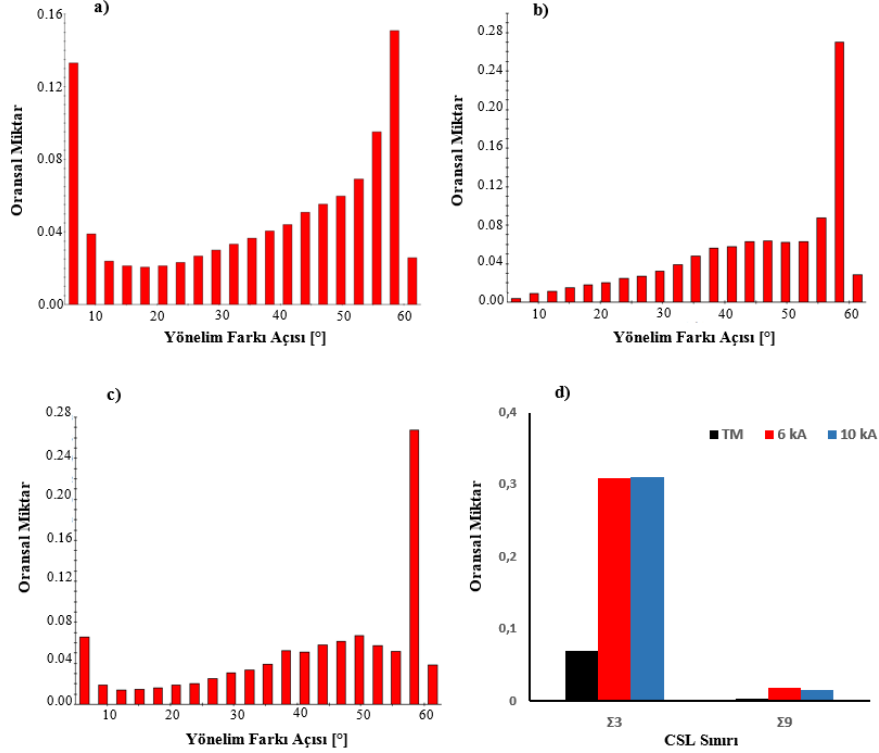 a)
0.16
0.12
0.08
0.04
0.00
Oransal Miktar
10 20 30 40 50 60
Yönelim Farkı Açısı [°]
b)
0.28
0.24
0.20
0.16
0.12
0.08
0.04
0.00
Oransal Miktar
10 20 30 40 50 60
Yönelim Farkı Açısı [°]
c)
0.28
0.24
0.20
0.16
0.12
0.08
0.04
0.00
Oransal Miktar
10 20 30 40 50 60
Yönelim Farkı Açısı [°]
d)
0,4
0,3
0,2
0,1
0
Oransal Miktar
TM 6 kA 10 kA
Σ3 Σ9
CSL Sınırı